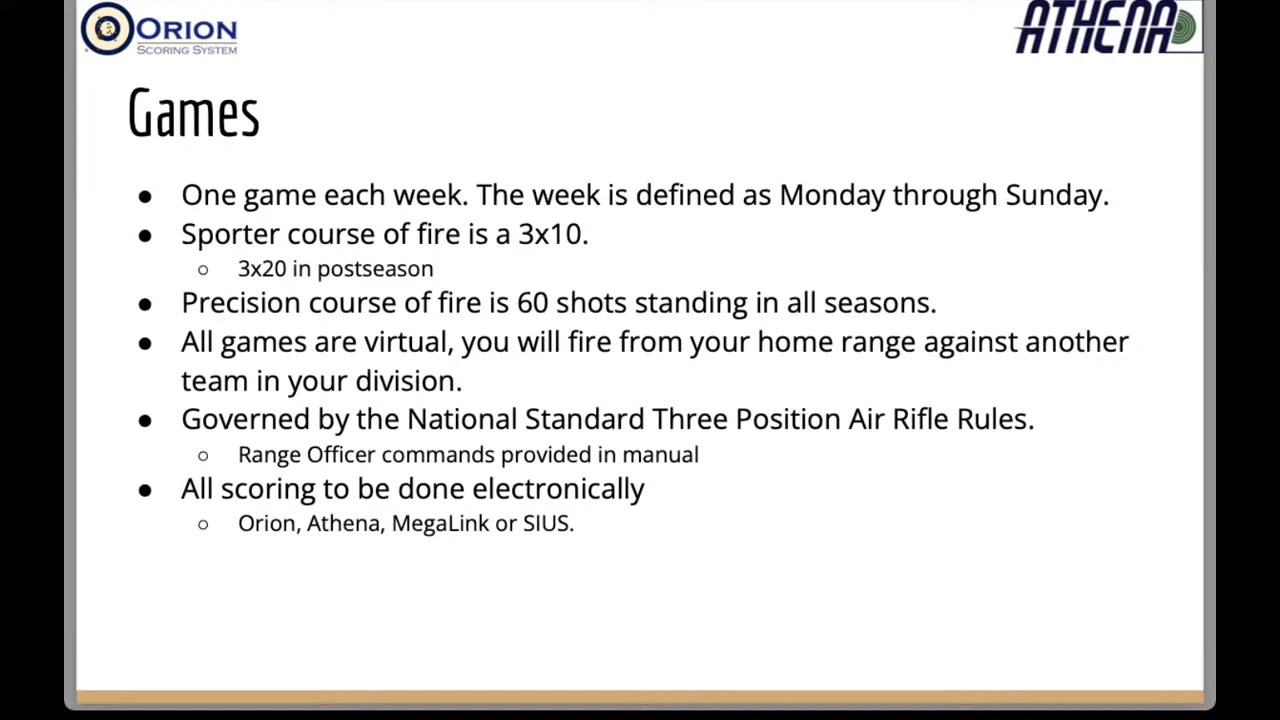 ORION
SCORING SYSTEM
ATHENA
Games
● One game each week. The week is defined as Monday through Sunday.
● Sporter course of fire is a 3x10.
○ 3x20 in postseason
● Precision course of fire is 60 shots standing in all seasons.
● All games are virtual, you will fire from your home range against another
team in your division.
● Governed by the National Standard Three Position Air Rifle Rules.
○ Range Officer commands provided in manual
● All scoring to be done electronically
○ Orion, Athena, MegaLink or SIUS.